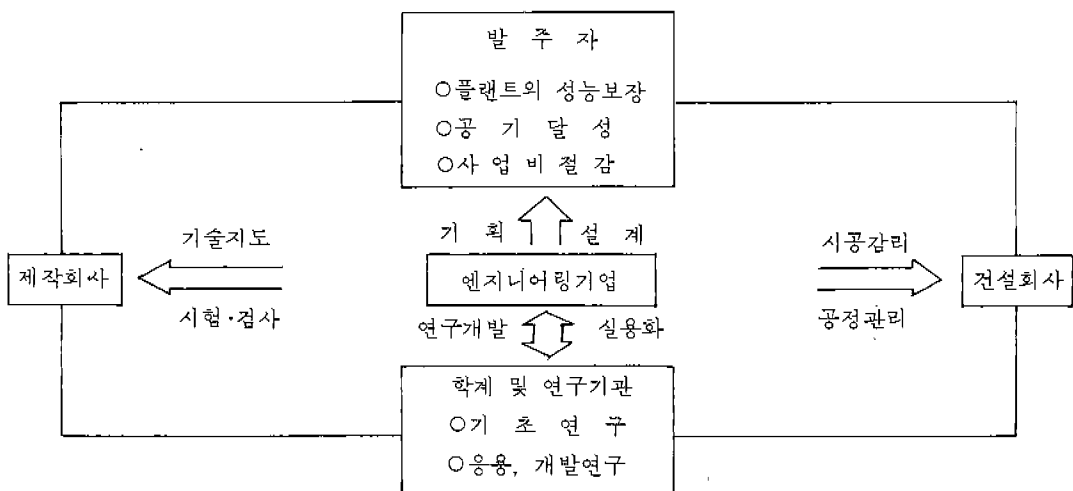 발 주 자
○플랜트의 성능보장
○공 기 달 성
○사 업 비 절 감
기 획 설 계
기술지도
시공감리
제작회사
엔지니어링기업
건설회사
시험·검사
연구개발 실용화
공정관리
학계 및 연구기관
○기 초 연 구
○응용, 개발연구